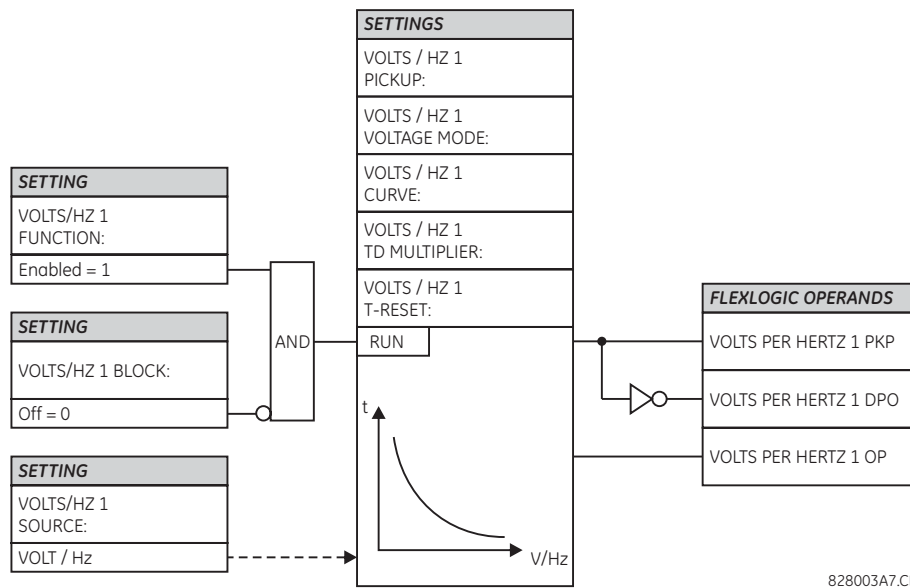 SETTING
VOLTS/HZ 1
FUNCTION:
Enabled = 1
SETTING
VOLTS/HZ 1 BLOCK:
Off = 0
SETTING
VOLTS/HZ 1
SOURCE:
VOLT / Hz
AND
SETTINGS
VOLTS / HZ 1
PICKUP:
VOLTS / HZ 1
VOLTAGE MODE:
VOLTS / HZ 1
CURVE:
VOLTS / HZ 1
TD MULTIPLIER:
VOLTS / HZ 1
T-RESET:
RUN
t
V/Hz
FLEXLOGIC OPERANDS
VOLTS PER HERTZ 1 PKP
VOLTS PER HERTZ 1 DPO
VOLTS PER HERTZ 1 OP
828003A7.C